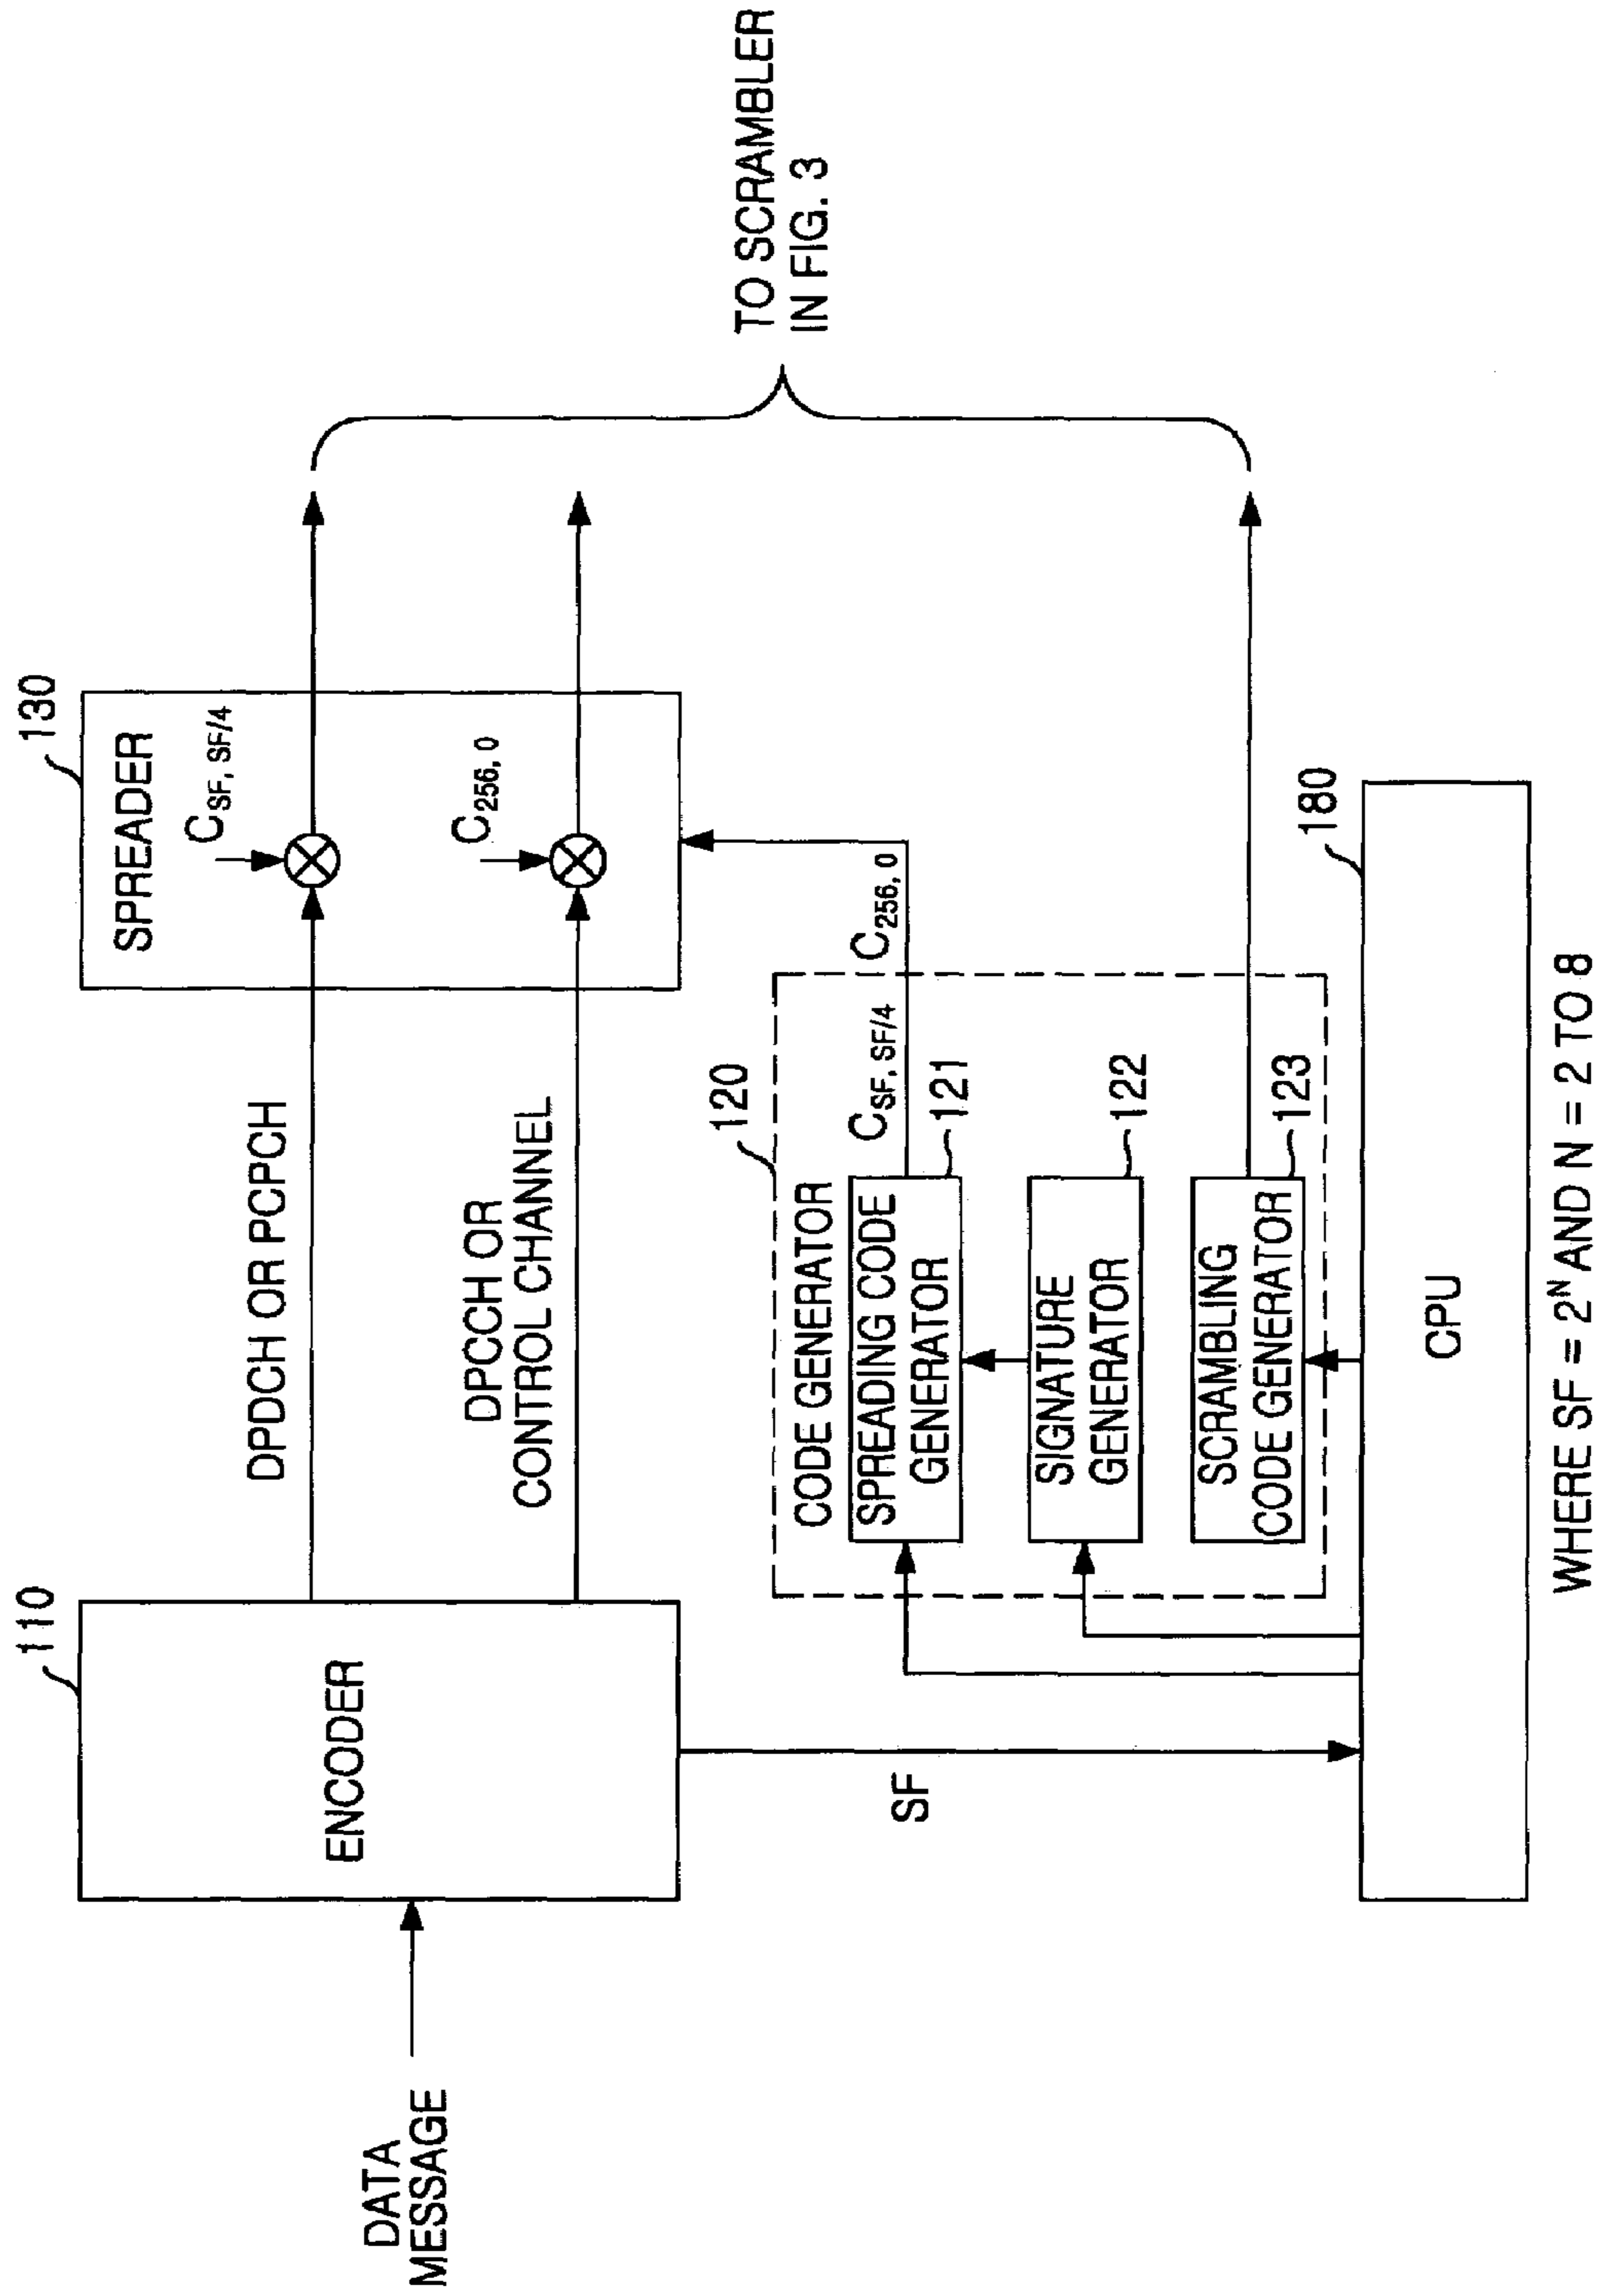 110
ENCODER
DATA
MESSAGE
DPDCH OR PCPCH
DPCCH OR
CONTROL CHANNEL
130
SPREADER
C_SF, SF/4
C_256, 0
TO SCRAMBLER
IN FIG. 3
120
CODE GENERATOR
SPREADING CODE
GENERATOR
121
C_SF, SF/4 C_256, 0
SIGNATURE
GENERATOR
122
SCRAMBLING
CODE GENERATOR
123
SF
180
CPU
WHERE SF = 2^N AND N = 2 TO 8